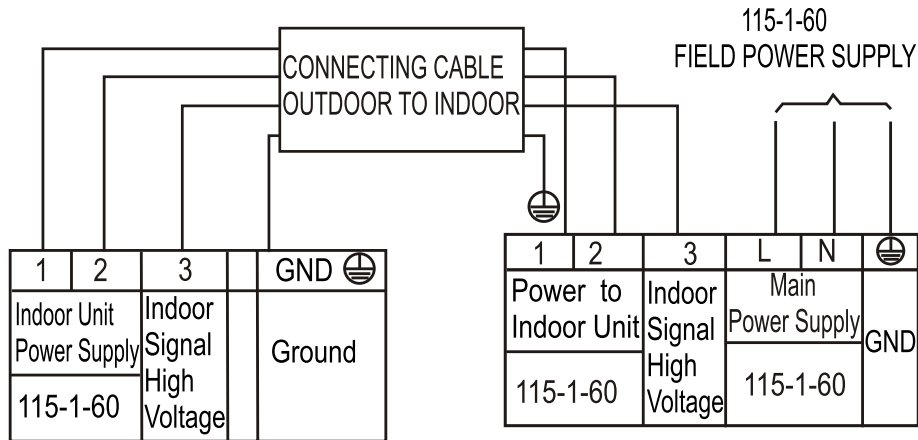 115-1-60
FIELD POWER SUPPLY
CONNECTING CABLE
OUTDOOR TO INDOOR
1 2 3 GND
Indoor Unit
Power Supply
115-1-60
Indoor
Signal
High
Voltage
Ground
1 2 3 L N
Power to
Indoor Unit
115-1-60
Indoor
Signal
High
Voltage
Main
Power Supply
115-1-60
GND